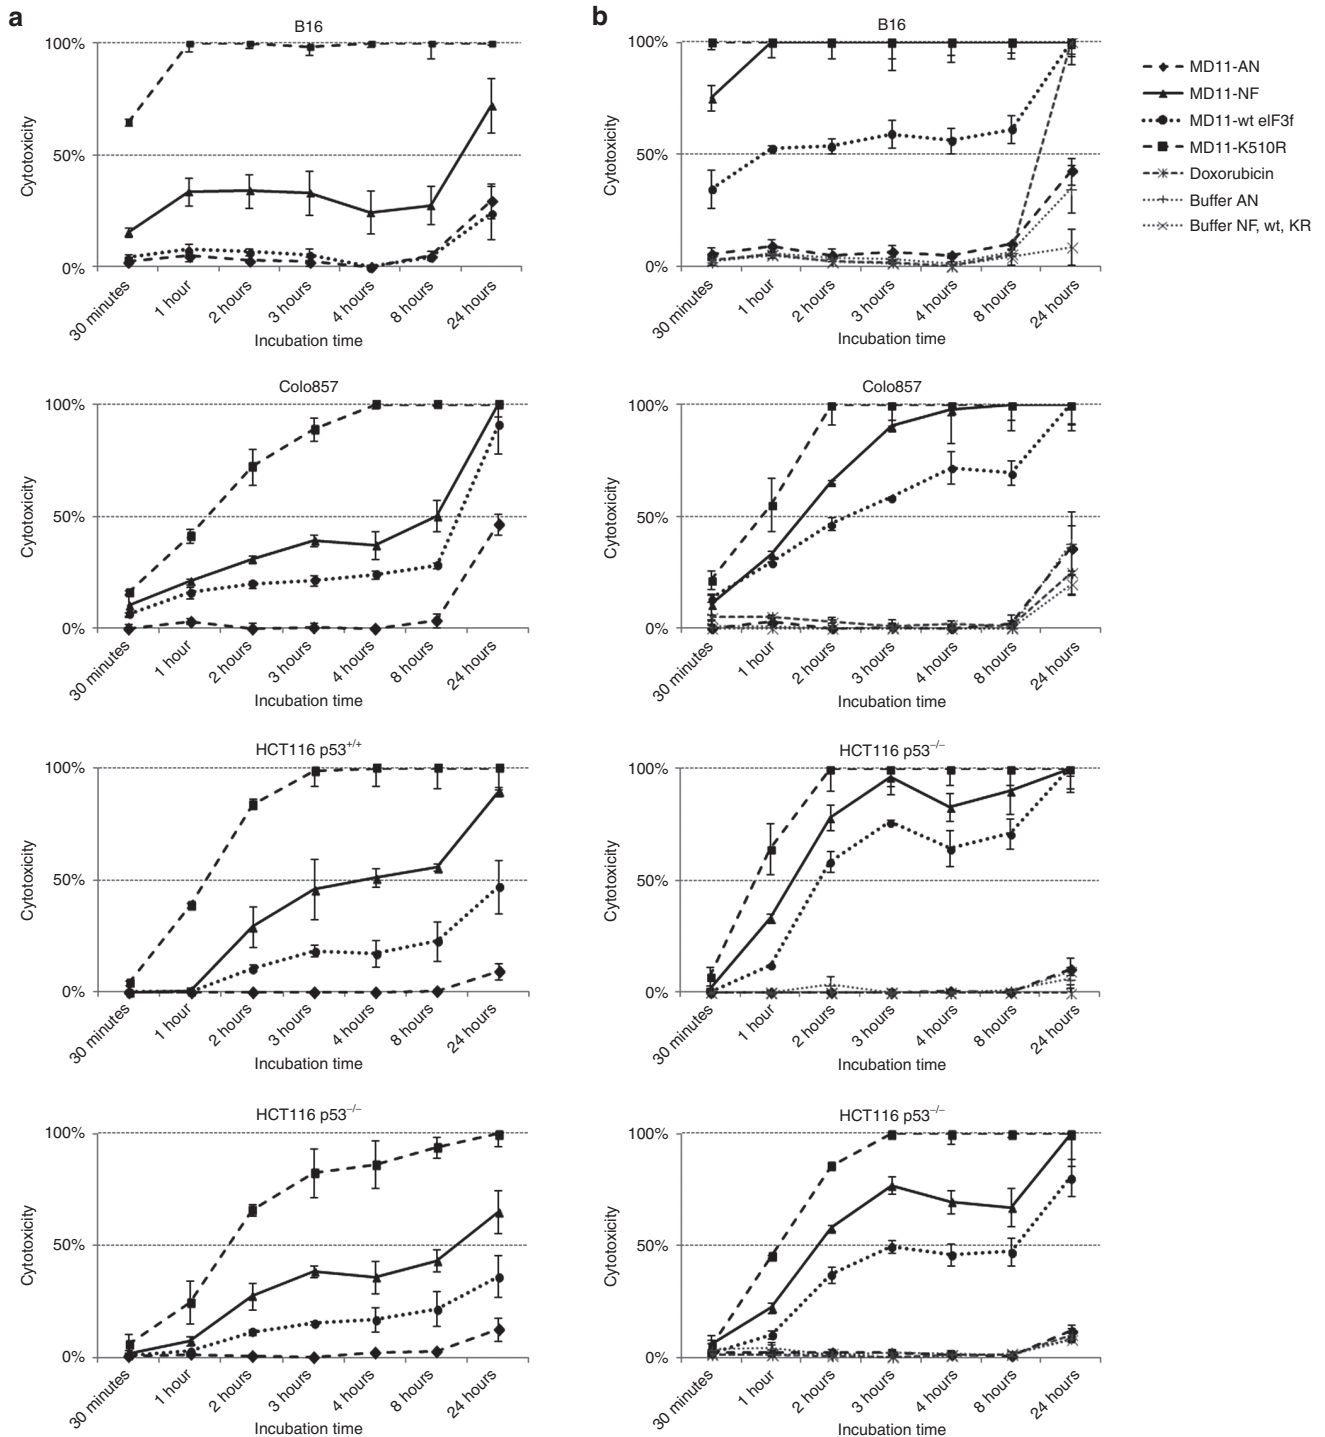 a
B16
100%
50%
0%
Cytotoxicity
30 minutes
1 hour
2 hours
3 hours
4 hours
8 hours
24 hours
Incubation time
Colo857
100%
50%
0%
Cytotoxicity
30 minutes
1 hour
2 hours
3 hours
4 hours
8 hours
24 hours
Incubation time
HCT116 p53+/+
100%
50%
0%
Cytotoxicity
30 minutes
1 hour
2 hours
3 hours
4 hours
8 hours
24 hours
Incubation time
HCT116 p53−/−
100%
50%
0%
Cytotoxicity
30 minutes
1 hour
2 hours
3 hours
4 hours
8 hours
24 hours
Incubation time
b
B16
100%
50%
0%
Cytotoxicity
30 minutes
1 hour
2 hours
3 hours
4 hours
8 hours
24 hours
Incubation time
Colo857
100%
50%
0%
Cytotoxicity
30 minutes
1 hour
2 hours
3 hours
4 hours
8 hours
24 hours
Incubation time
HCT116 p53−/−
100%
50%
0%
Cytotoxicity
30 minutes
1 hour
2 hours
3 hours
4 hours
8 hours
24 hours
Incubation time
HCT116 p53−/−
100%
50%
0%
Cytotoxicity
30 minutes
1 hour
2 hours
3 hours
4 hours
8 hours
24 hours
Incubation time
MD11-AN
MD11-NF
MD11-wt eIF3f
MD11-K510R
Doxorubicin
Buffer AN
Buffer NF, wt, KR